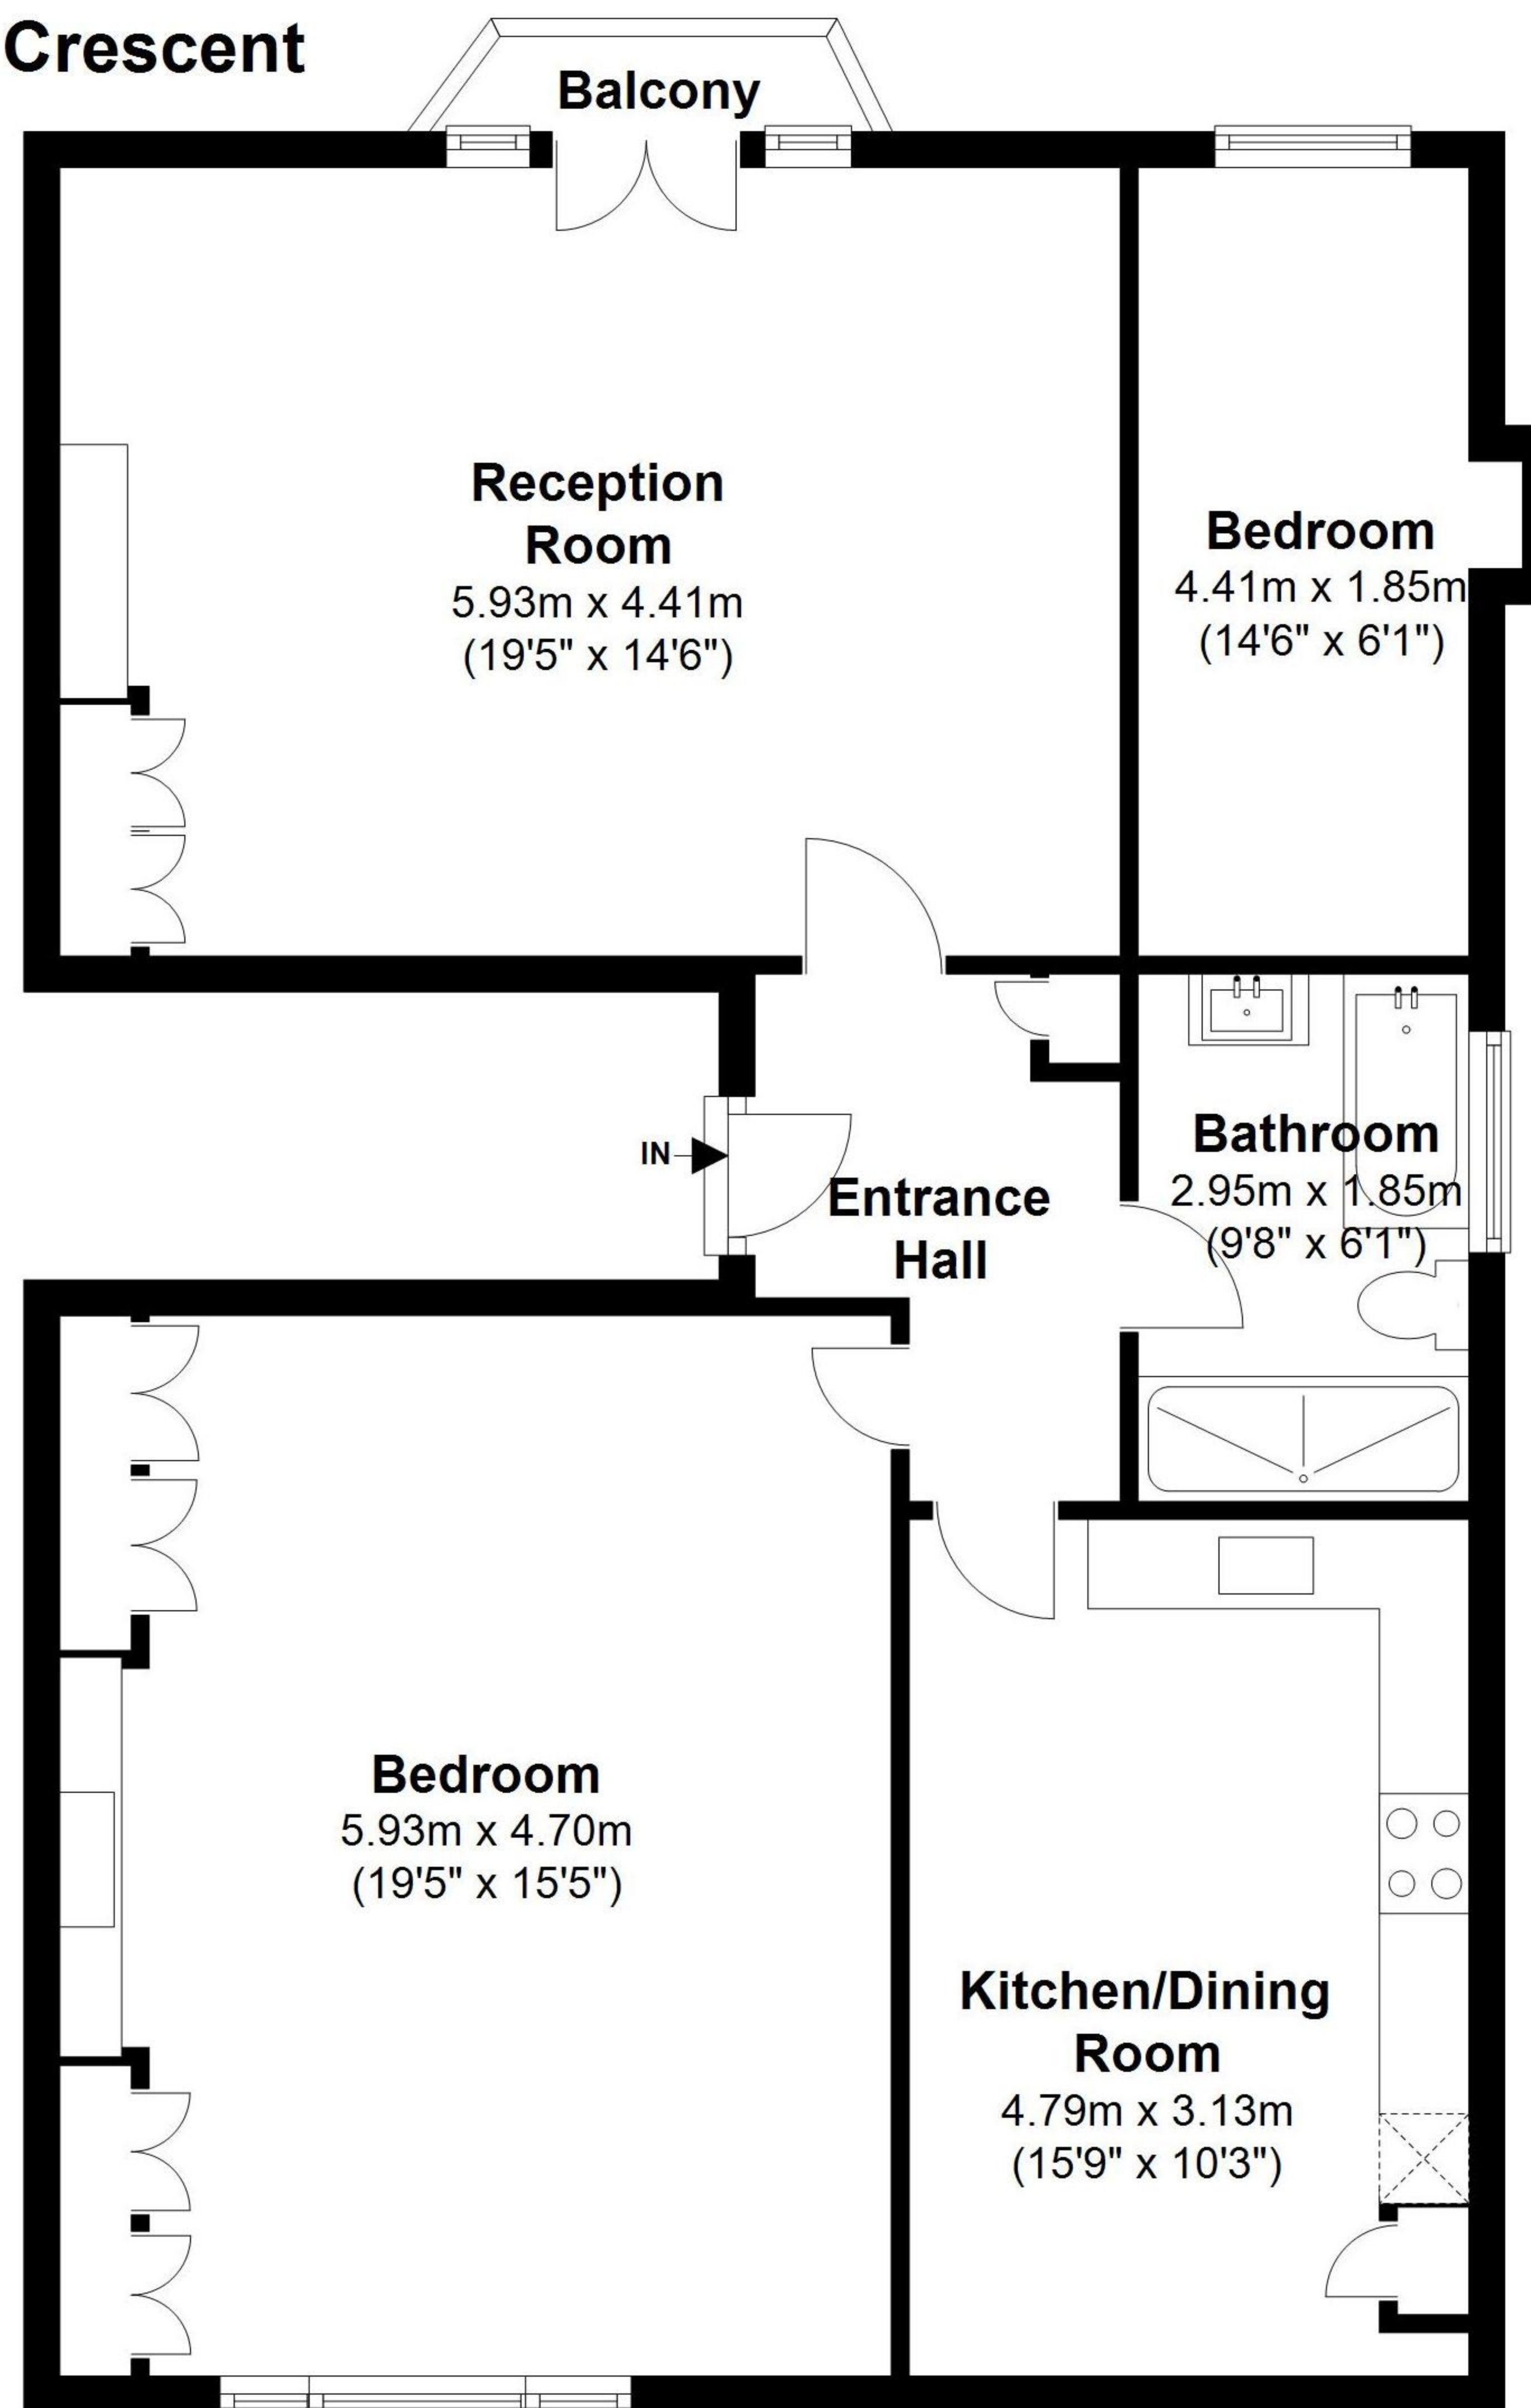 Crescent
Balcony
Reception
Room
5.93m x 4.41m
(19'5" x 14'6")
Bedroom
4.41m x 1.85m
(14'6" x 6'1")
IN
Entrance
Hall
Bathroom
2.95m x 1.85m
(9'8" x 6'1")
Bedroom
5.93m x 4.70m
(19'5" x 15'5")
Kitchen/Dining
Room
4.79m x 3.13m
(15'9" x 10'3")